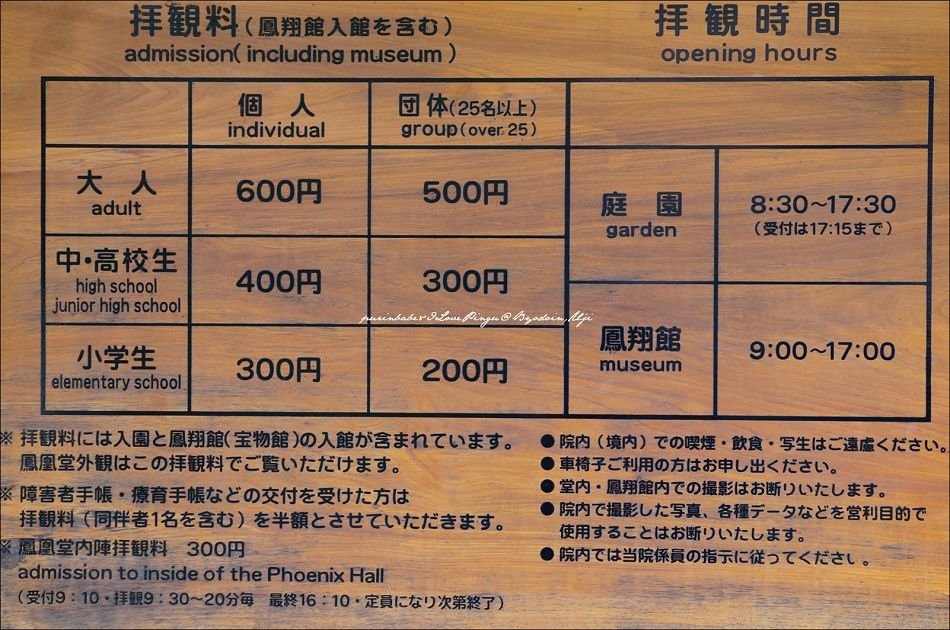 拝観料(鳳翔館入館を含む)
admission( including museum )
拝観時間
opening hours
個人
individual
団体(25名以上)
group(over 25)
大人
adult
600円
500円
中・高校生
high school
junior high school
400円
300円
小学生
elementary school
300円
200円
庭園
garden
8:30〜17:30
(受付は17:15まで)
鳳翔館
museum
9:00〜17:00
purinbaby & I Love Pingu @ Byodoin, Uji
※ 拝観料には入園と鳳翔館(宝物館)の入館が含まれています。
鳳凰堂外観はこの拝観料でご覧いただけます。
※ 障害者手帳・療育手帳などの交付を受けた方は
拝観料(同伴者1名を含む)を半額とさせていただきます。
※ 鳳凰堂内陣拝観料 300円
admission to inside of the Phoenix Hall
(受付9：10・拝観9：30〜20分毎 最終16：10・定員になり次第終了)
● 院内(境内)での喫煙・飲食・写生はご遠慮ください。
● 車椅子ご利用の方はお申し出ください。
● 堂内・鳳翔館内での撮影はお断りいたします。
● 院内で撮影した写真、各種データなどを営利目的で
使用することはお断りいたします。
● 院内では当院係員の指示に従ってください。